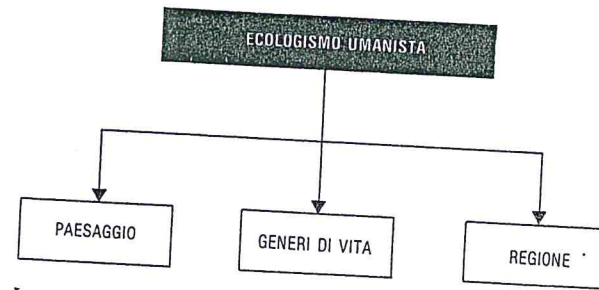 ECOLOGISMO UMANISTA
PAESAGGIO
GENERI DI VITA
REGIONE